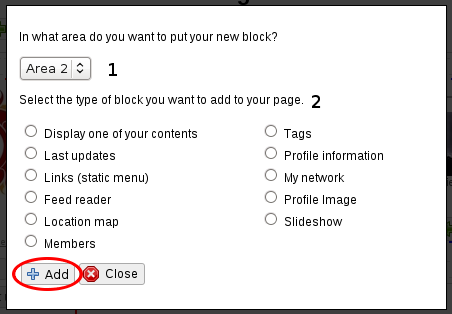 In what area do you want to put your new block?
Area 2 1
Select the type of block you want to add to your page. 2
Display one of your contents
Tags
Last updates
Profile information
Links (static menu)
My network
Feed reader
Profile Image
Location map
Slideshow
Members
Add Close